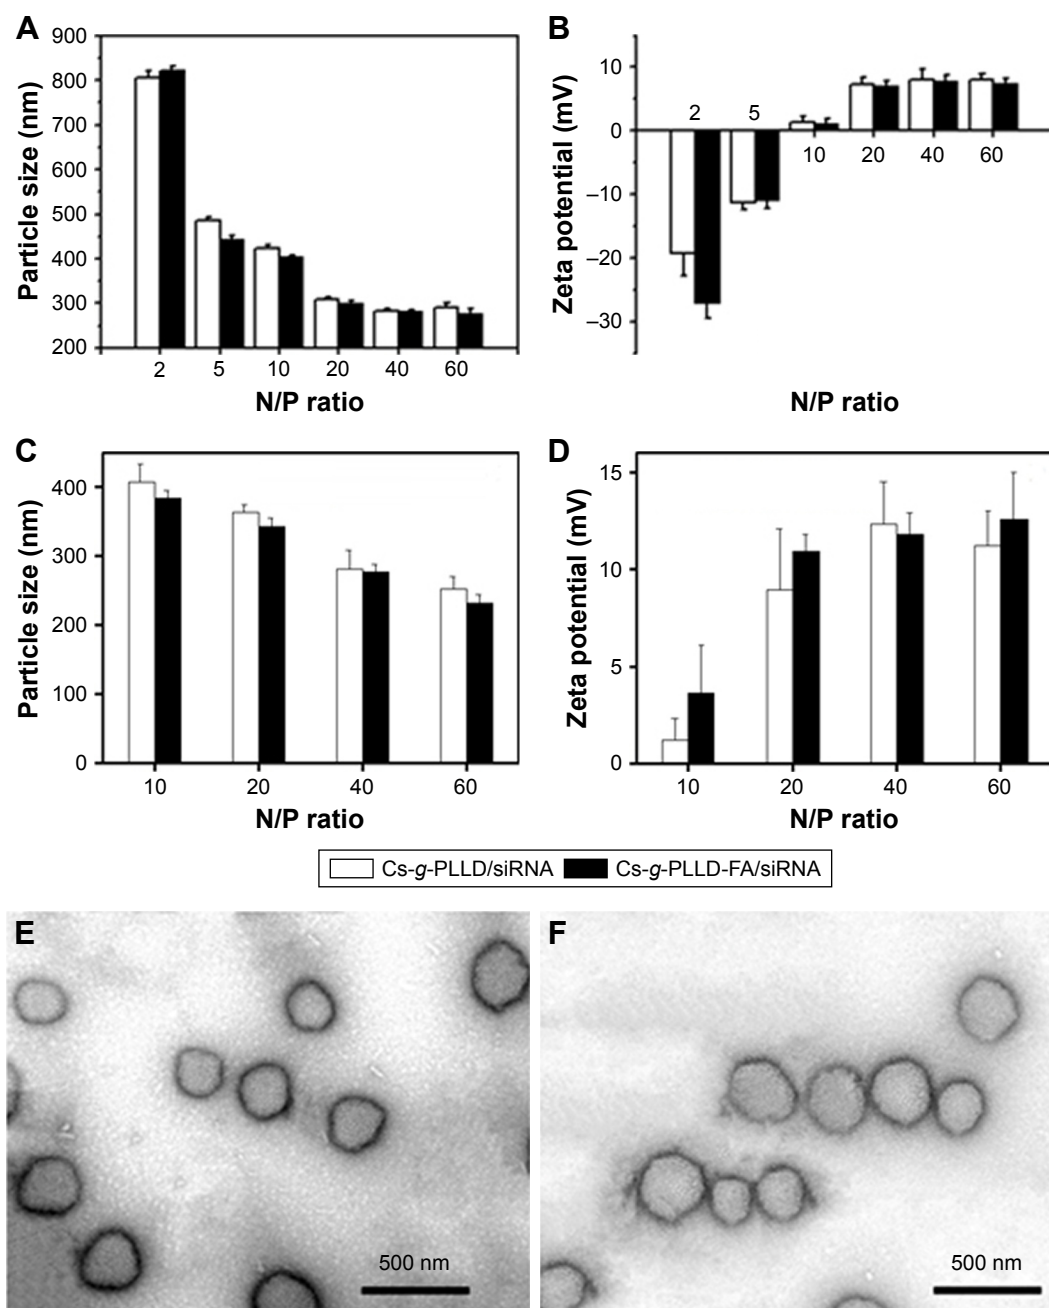 A
900
800
700
600
500
400
300
200
Particle size (nm)
2 5 10 20 40 60
N/P ratio
B
10
0
–10
–20
–30
Zeta potential (mV)
2 5
10 20 40 60
N/P ratio
C
400
300
200
100
0
Particle size (nm)
10 20 40 60
N/P ratio
D
15
10
5
0
Zeta potential (mV)
10 20 40 60
N/P ratio
Cs-g-PLLD/siRNA Cs-g-PLLD-FA/siRNA
E
500 nm
F
500 nm